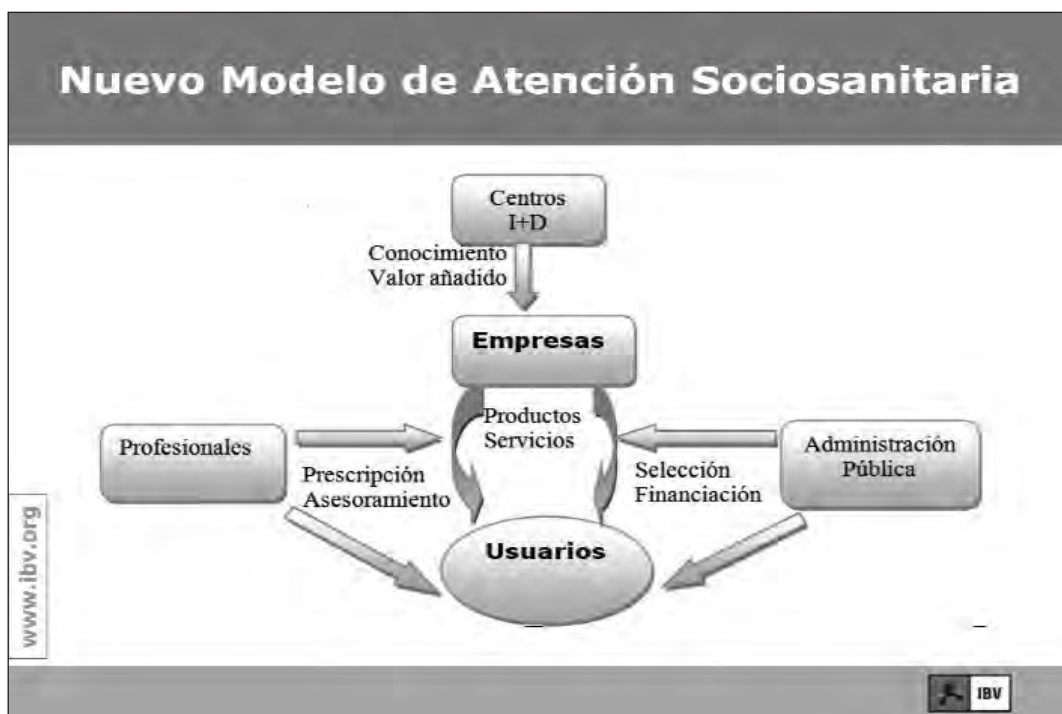 Nuevo Modelo de Atención Sociosanitaria
Centros
I+D
Conocimiento
Valor añadido
Empresas
Productos
Servicios
Profesionales
Prescripción
Asesoramiento
Selección
Financiación
Administración
Pública
Usuarios
www.ibv.org
IBV